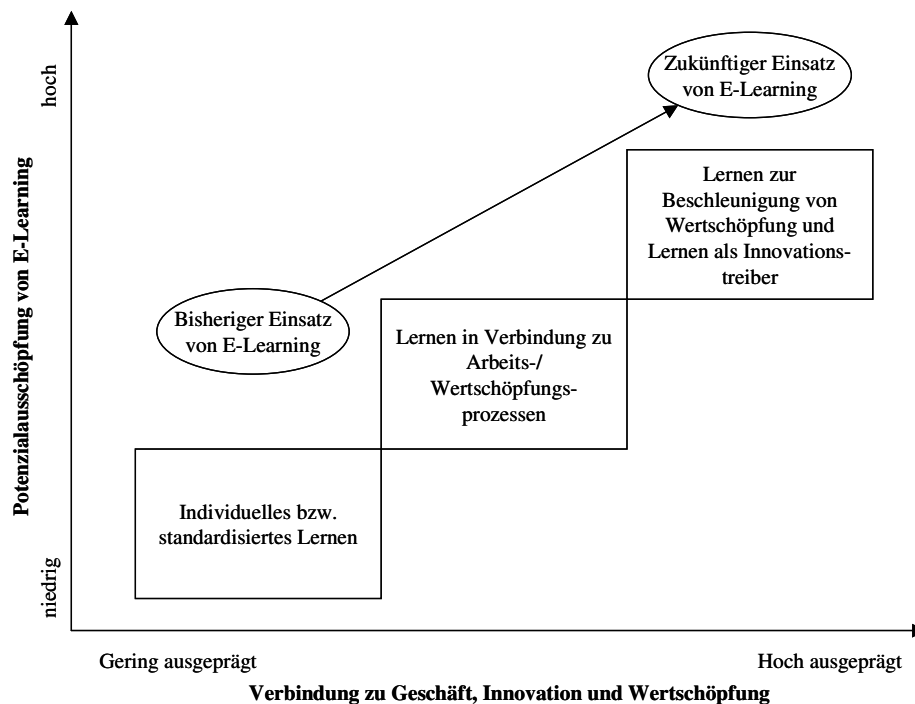 Zukünftiger Einsatz
von E-Learning
hoch
Lernen zur
Beschleunigung von
Wertschöpfung und
Lernen als Innovations-
treiber
Potenzialausschöpfung von E-Learning
Bisheriger Einsatz
von E-Learning
Lernen in Verbindung zu
Arbeits-/
Wertschöpfungs-
prozessen
Individuelles bzw.
standardisiertes Lernen
niedrig
Gering ausgeprägt
Hoch ausgeprägt
Verbindung zu Geschäft, Innovation und Wertschöpfung